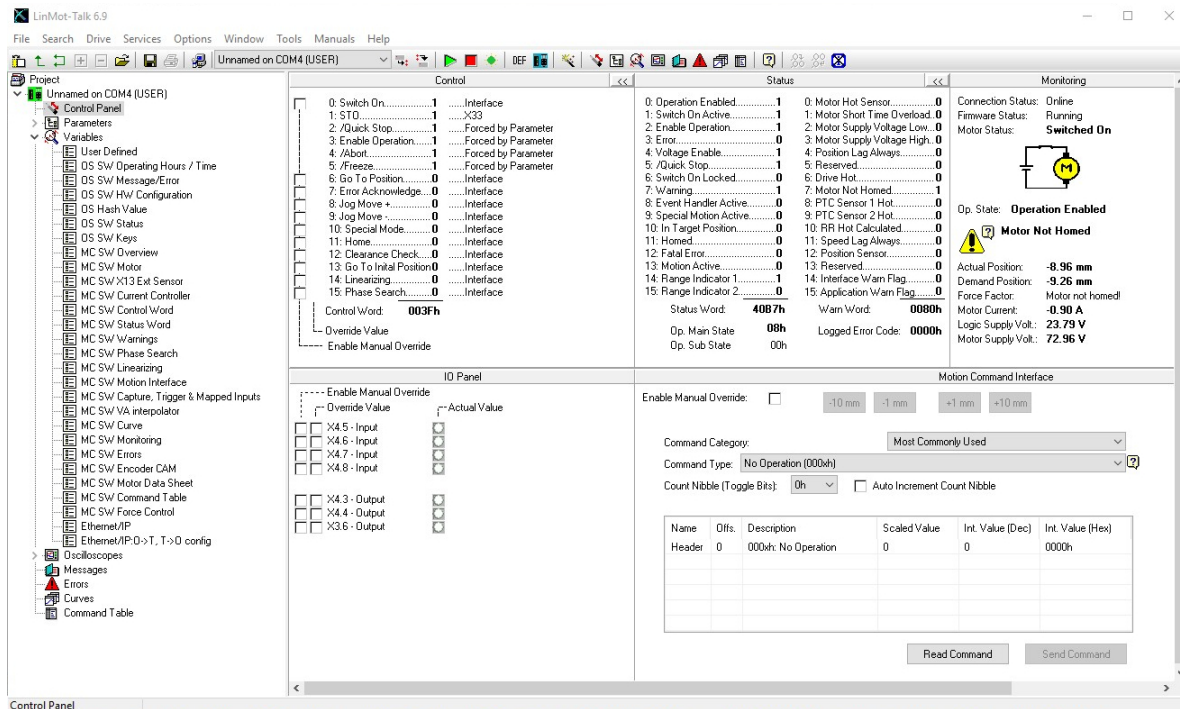 LinMot-Talk 6.9
File Search Drive Services Options Window Tools Manuals Help
Unnamed on COM4 (USER)
DEF
Project
Unnamed on COM4 (USER)
Control Panel
Parameters
Variables
User Defined
OS SW Operating Hours / Time
OS SW Message/Error
OS SW HW Configuration
OS Hash Value
OS SW Status
OS SW Keys
MC SW Overview
MC SW Motor
MC SW X13 Ext Sensor
MC SW Current Controller
MC SW Control Word
MC SW Status Word
MC SW Warnings
MC SW Phase Search
MC SW Linearizing
MC SW Motion Interface
MC SW Capture, Trigger & Mapped Inputs
MC SW VA interpolator
MC SW Curve
MC SW Monitoring
MC SW Errors
MC SW Encoder CAM
MC SW Motor Data Sheet
MC SW Command Table
MC SW Force Control
Ethernet/IP
Ethernet/IP:O->T, T->O config
Oscilloscopes
Messages
Errors
Curves
Command Table
Control <<
0: Switch On................1 .....Interface
1: STO........................1 .....X33
2: /Quick Stop.............1 .....Forced by Parameter
3: Enable Operation......1 .....Forced by Parameter
4: /Abort.....................1 .....Forced by Parameter
5: /Freeze...................1 .....Forced by Parameter
6: Go To Position..........0 .....Interface
7: Error Acknowledge....0 .....Interface
8: Jog Move +..............0 .....Interface
9: Jog Move -...............0 .....Interface
10: Special Mode.........0 .....Interface
11: Home....................0 .....Interface
12: Clearance Check....0 .....Interface
13: Go To Inital Position 0 .....Interface
14: Linearizing.............0 .....Interface
15: Phase Search........0 .....Interface
Control Word: 003Fh
Override Value
Enable Manual Override
Status <<
0: Operation Enabled.............1
1: Switch On Active...............1
2: Enable Operation...............1
3: Error................................0
4: Voltage Enable.................1
5: /Quick Stop......................1
6: Switch On Locked.............0
7: Warning...........................1
8: Event Handler Active.........0
9: Special Motion Active........0
10: In Target Position............0
11: Homed...........................0
12: Fatal Error......................0
13: Motion Active.................0
14: Range Indicator 1............1
15: Range Indicator 2............0
Status Word: 40B7h
Op. Main State 08h
Op. Sub State 00h
0: Motor Hot Sensor..............0
1: Motor Short Time Overload..0
2: Motor Supply Voltage Low...0
3: Motor Supply Voltage High..0
4: Position Lag Always...........0
5: Reserved.........................0
6: Drive Hot.........................0
7: Motor Not Homed..............1
8: PTC Sensor 1 Hot..............0
9: PTC Sensor 2 Hot..............0
10: RR Hot Calculated...........0
11: Speed Lag Always...........0
12: Position Sensor...............0
13: Reserved.......................0
14: Interface Warn Flag.........0
15: Application Warn Flag......0
Warn Word: 0080h
Logged Error Code: 0000h
Monitoring
Connection Status: Online
Firmware Status: Running
Motor Status: Switched On
M
Op. State: Operation Enabled
Motor Not Homed
Actual Position: -8.96 mm
Demand Position: -9.26 mm
Force Factor: Motor not homed!
Motor Current: -0.90 A
Logic Supply Volt.: 23.79 V
Motor Supply Volt.: 72.96 V
IO Panel
Enable Manual Override
Override Value Actual Value
X4.5 - Input
X4.6 - Input
X4.7 - Input
X4.8 - Input
X4.3 - Output
X4.4 - Output
X3.6 - Output
Motion Command Interface
Enable Manual Override: -10 mm -1 mm +1 mm +10 mm
Command Category: Most Commonly Used
Command Type: No Operation (000xh)
Count Nibble (Toggle Bits): 0h Auto Increment Count Nibble
Name Offs. Description Scaled Value Int. Value (Dec) Int. Value (Hex)
Header 0 000xh: No Operation 0 0 0000h
Read Command Send Command
Control Panel